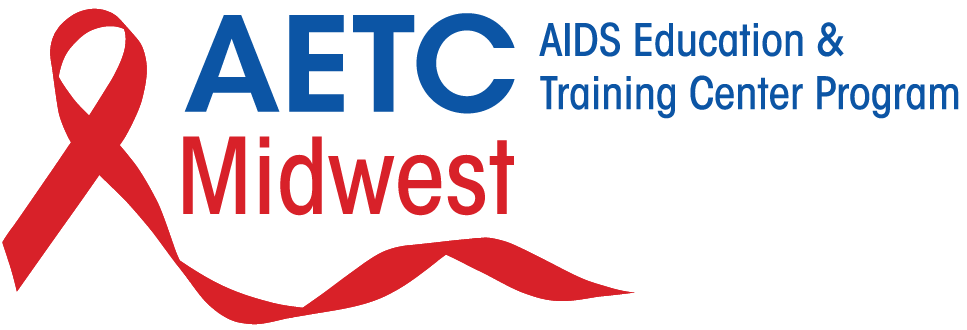 AETC
Midwest
AIDS Education &
Training Center Program